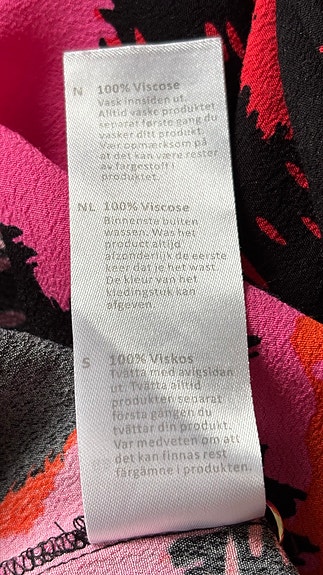 N 100% Viscose
Vask innsiden ut.
Alltid vaske produktet
separat første gang du
vasker ditt produkt.
Vær opmærksom på
at det kan være rester
av fargestoff i
produktet.
NL 100% Viscose
Binnenste buiten
wassen. Was het
product altijd
afzonderlijk de eerste
keer dat je het wast.
De kleur van het
kledingstuk kan
afgeven.
S 100% Viskos
Tvätta med avigsidan
ut. Tvätta alltid
produkten separat
första gången du
tvättar din produkt.
Var medveten om att
det kan finnas rest
färgämne i produkten.